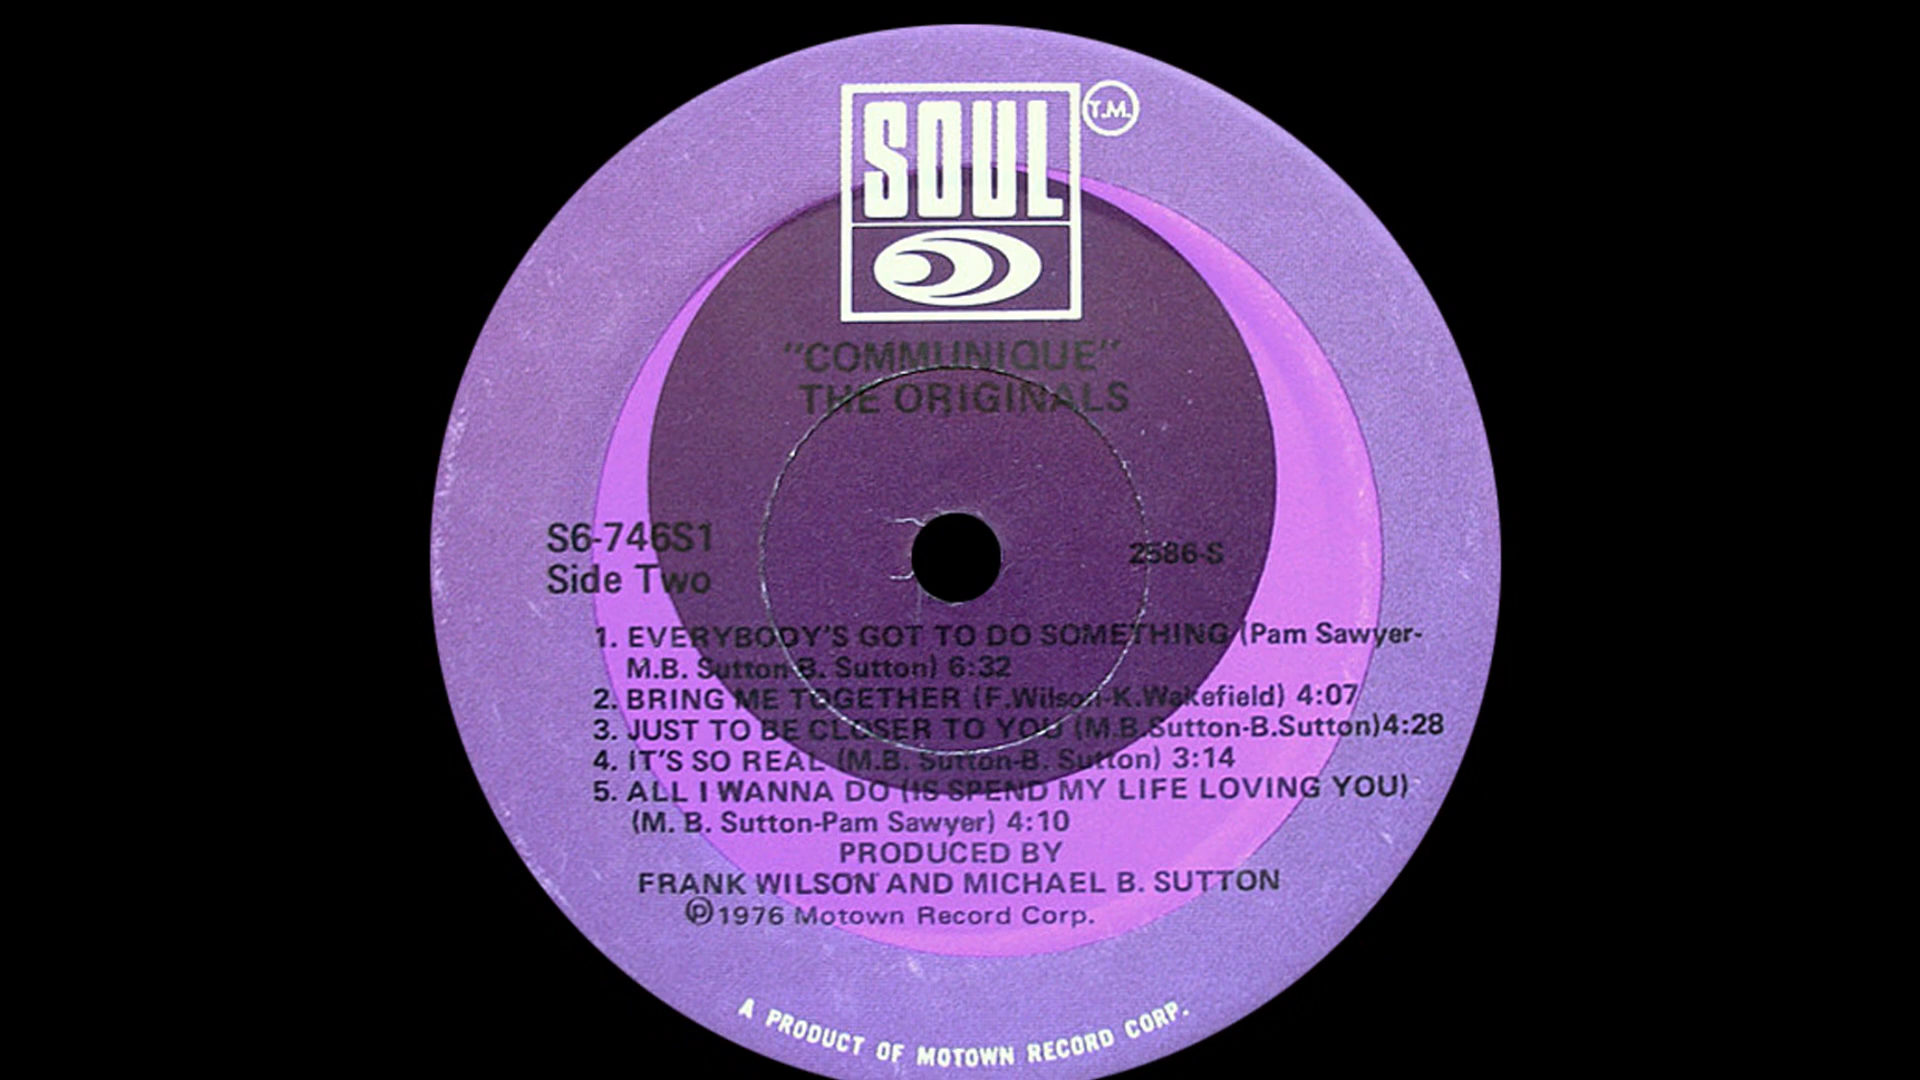 SOUL
T.M.
"COMMUNIQUE"
THE ORIGINALS
S6-746S1
2586-S
Side Two
1. EVERYBODY'S GOT TO DO SOMETHING (Pam Sawyer-
M.B. Sutton-B. Sutton) 6:32
2. BRING ME TOGETHER (F.Wilson-K.Wakefield) 4:07
3. JUST TO BE CLOSER TO YOU (M.B.Sutton-B.Sutton)4:28
4. IT'S SO REAL (M.B. Sutton-B. Sutton) 3:14
5. ALL I WANNA DO (IS SPEND MY LIFE LOVING YOU)
(M. B. Sutton-Pam Sawyer) 4:10
PRODUCED BY
FRANK WILSON AND MICHAEL B. SUTTON
℗1976 Motown Record Corp.
A PRODUCT OF MOTOWN RECORD CORP.